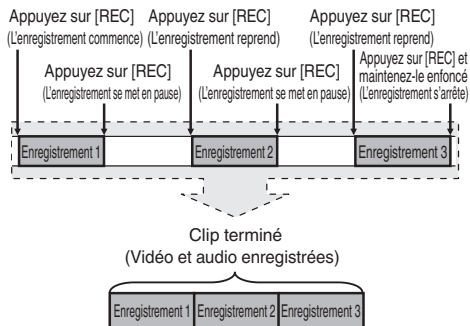 Appuyez sur [REC]
(L’enregistrement commence)
Appuyez sur [REC]
(L’enregistrement reprend)
Appuyez sur [REC]
(L’enregistrement reprend)
Appuyez sur [REC]
(L’enregistrement se met en pause)
Appuyez sur [REC]
(L’enregistrement se met en pause)
Appuyez sur [REC] et
maintenez-le enfoncé
(L’enregistrement s’arrête)
Enregistrement 1
Enregistrement 2
Enregistrement 3
Clip terminé
(Vidéo et audio enregistrées)
Enregistrement 1
Enregistrement 2
Enregistrement 3